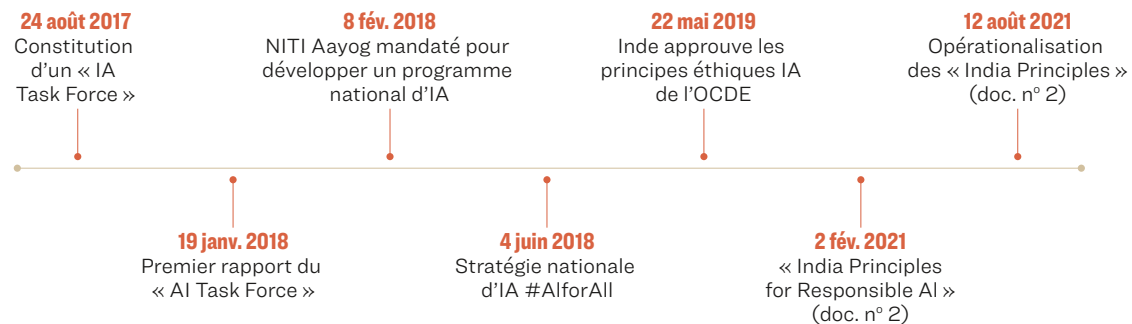 24 août 2017
Constitution
d’un « IA
Task Force »
19 janv. 2018
Premier rapport du
« AI Task Force »
8 fév. 2018
NITI Aayog mandaté pour
développer un programme
national d’IA
4 juin 2018
Stratégie nationale
d’IA #AIforAll
22 mai 2019
Inde approuve les
principes éthiques IA
de l’OCDE
2 fév. 2021
« India Principles
for Responsible AI »
(doc. nº 2)
12 août 2021
Opérationalisation
des « India Principles »
(doc. nº 2)